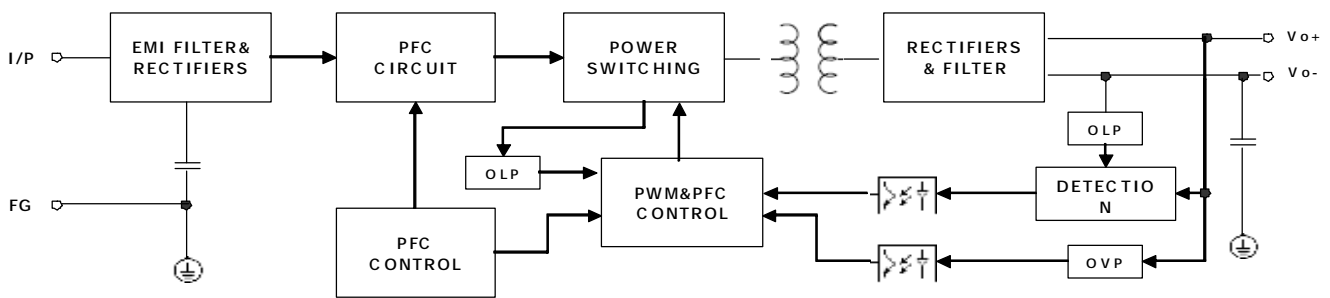 I/P
EMI FILTER&
RECTIFIERS
PFC
CIRCUIT
POWER
SWITCHING
RECTIFIERS
& FILTER
Vo+
Vo-
OLP
OLP
PWM&PFC
CONTROL
DETECTIO
N
FG
PFC
CONTROL
OVP